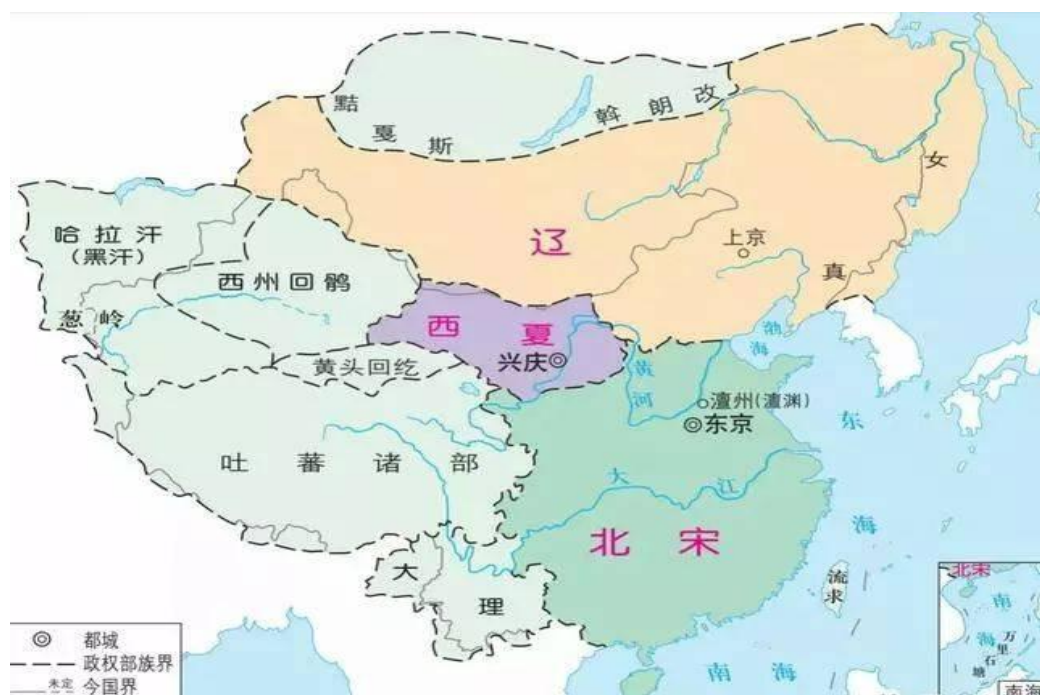 黠戛斯
斡朗改
女真
哈拉汗
(黑汗)
辽
上京
西州回鹘
葱岭
西夏
兴庆
黄头回纥
渤海
黄河
澶州(澶渊)
东京
东海
吐蕃诸部
大江
北宋
大理
流求
南海
都城
政权部族界
未定
今国界
北宋
南海
万里石塘
南海